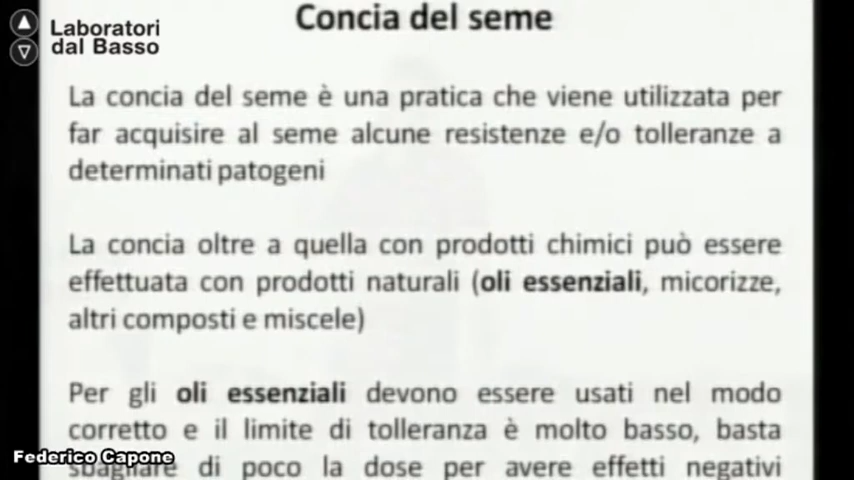 Concia del seme
Laboratori
dal Basso
La concia del seme è una pratica che viene utilizzata per
far acquisire al seme alcune resistenze e/o tolleranze a
determinati patogeni
La concia oltre a quella con prodotti chimici può essere
effettuata con prodotti naturali (oli essenziali, micorizze,
altri composti e miscele)
Per gli oli essenziali devono essere usati nel modo
corretto e il limite di tolleranza è molto basso, basta
Federico Capone
sbagliare di poco la dose per avere effetti negativi